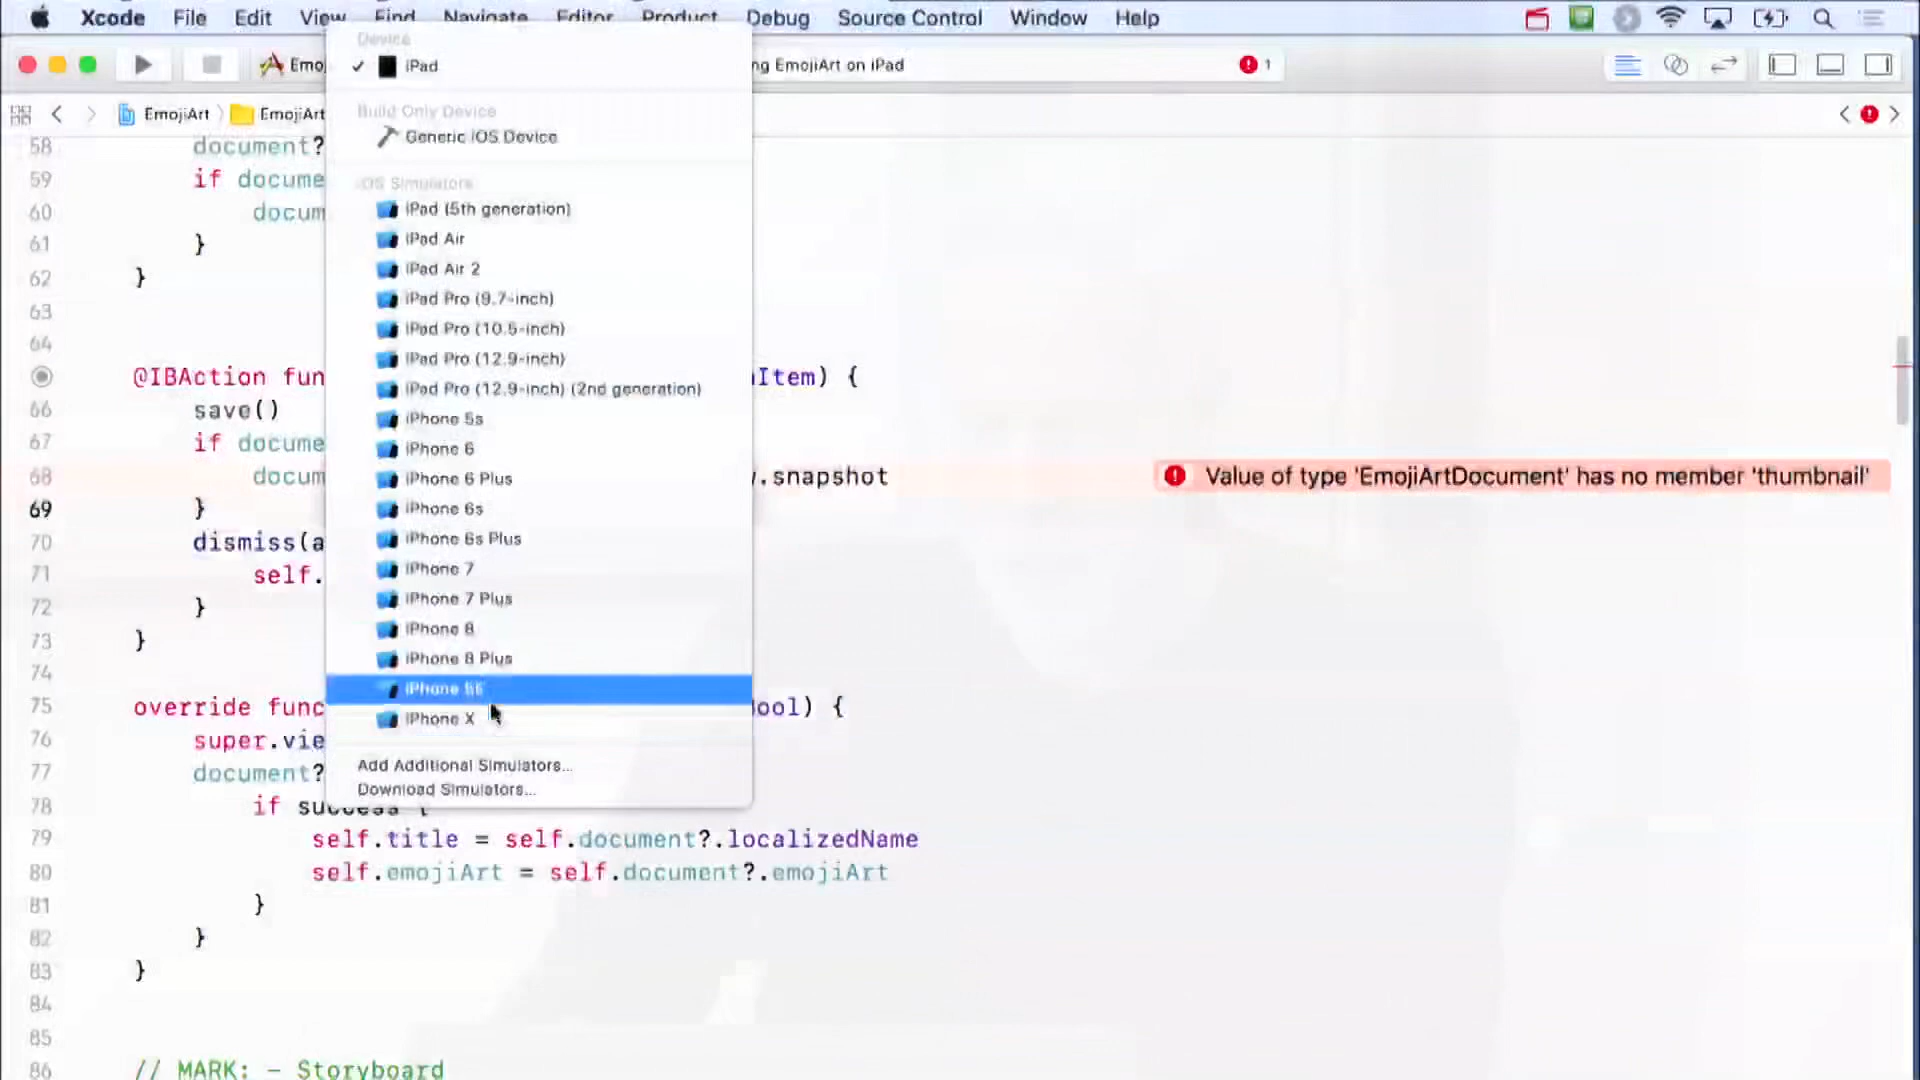 Xcode File Edit View Find Navigate Editor Product Debug Source Control Window Help
Device
iPad
Build Only Device
Generic iOS Device
iOS Simulators
iPad (5th generation)
iPad Air
iPad Air 2
iPad Pro (9.7-inch)
iPad Pro (10.5-inch)
iPad Pro (12.9-inch)
iPad Pro (12.9-inch) (2nd generation)
iPhone 5s
iPhone 6
iPhone 6 Plus
iPhone 6s
iPhone 6s Plus
iPhone 7
iPhone 7 Plus
iPhone 8
iPhone 8 Plus
iPhone
iPhone X
Add Additional Simulators...
Download Simulators...
Emo
ng EmojiArt on iPad
1
EmojiArt EmojiArt
58 document?
59 if docume
60 docum
61 }
62 }
63
64
@IBAction fun nItem) {
66 save()
67 if docume
68 docum .snapshot
Value of type 'EmojiArtDocument' has no member 'thumbnail'
69 }
70 dismiss(a
71 self.
72 }
73 }
74
75 override func ool) {
76 super.vie
77 document?
78 if success {
79 self.title = self.document?.localizedName
80 self.emojiArt = self.document?.emojiArt
81 }
82 }
83 }
84
85
86 // MARK: - Storyboard